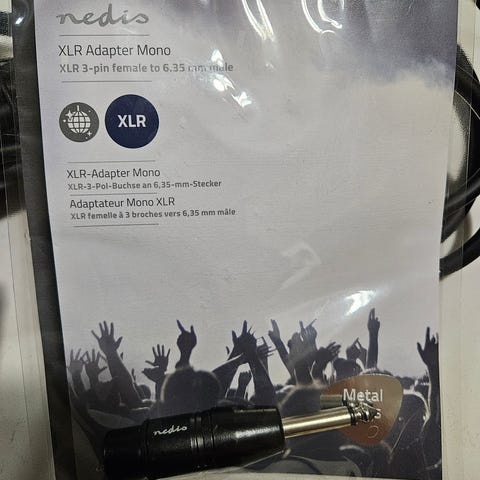 nedis
XLR Adapter Mono
XLR 3-pin female to 6.35 mm male
XLR
XLR-Adapter Mono
XLR-3-Pol-Buchse an 6,35-mm-Stecker
Adaptateur Mono XLR
XLR femelle à 3 broches vers 6,35 mm mâle
Metal
nedis